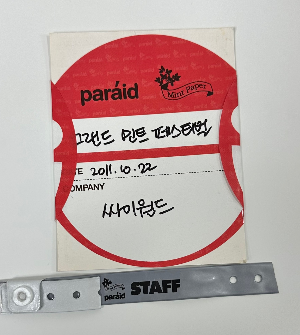 paráid
Mint Paper
그랜드 민트 페스티벌
DATE 2011.10.22
COMPANY
싸이월드
paráid STAFF